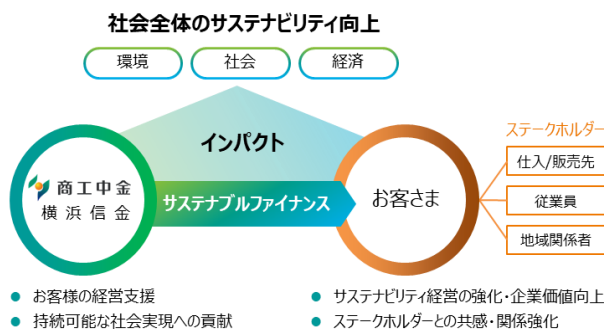 社会全体のサステナビリティ向上
環境
社会
経済
インパクト
商工中金
横浜信金
サステナブルファイナンス
お客さま
ステークホルダー
仕入/販売先
従業員
地域関係者
● お客様の経営支援
● 持続可能な社会実現への貢献
● サステナビリティ経営の強化・企業価値向上
● ステークホルダーとの共感・関係強化